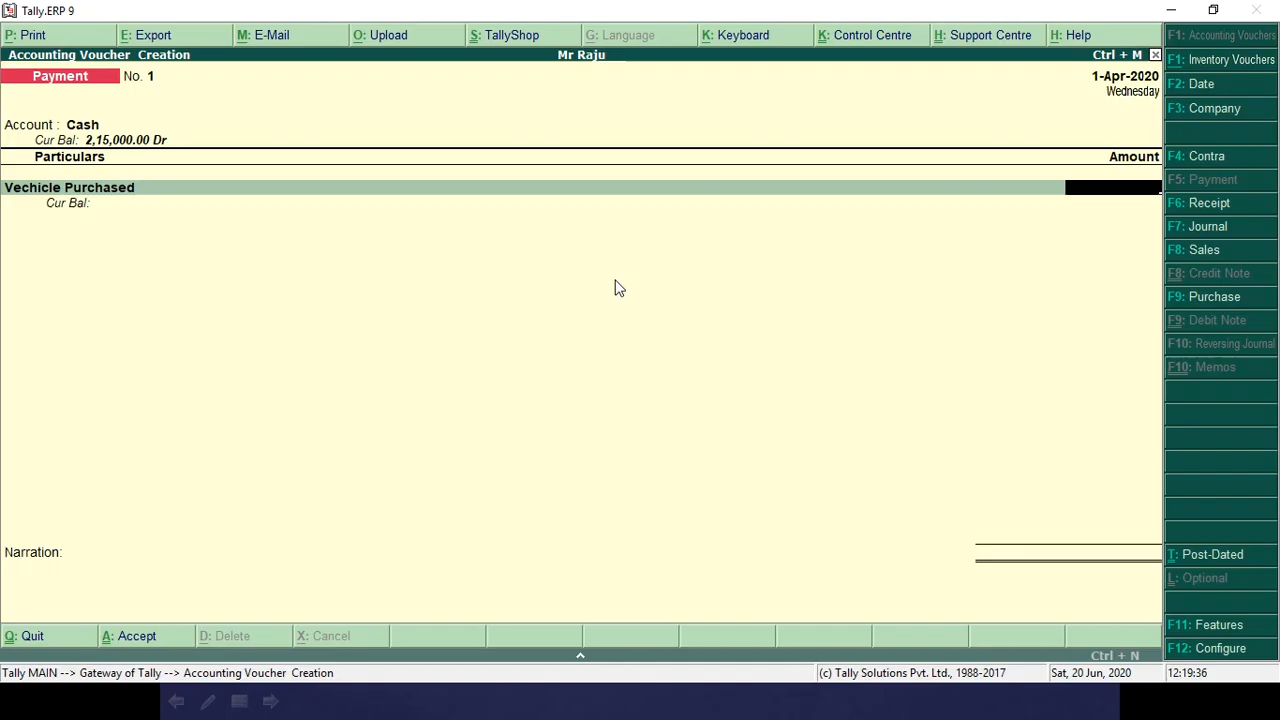 Tally.ERP 9
P: Print E: Export M: E-Mail O: Upload S: TallyShop G: Language K: Keyboard K: Control Centre H: Support Centre H: Help
Accounting Voucher Creation Mr Raju Ctrl + M
Payment No. 1 1-Apr-2020
Wednesday
Account : Cash
Cur Bal: 2,15,000.00 Dr
Particulars Amount
Vechicle Purchased
Cur Bal:
Narration:
Q: Quit A: Accept D: Delete X: Cancel
Ctrl + N
Tally MAIN --> Gateway of Tally --> Accounting Voucher Creation (c) Tally Solutions Pvt. Ltd., 1988-2017 Sat, 20 Jun, 2020 12:19:36
F1: Accounting Vouchers
F1: Inventory Vouchers
F2: Date
F3: Company
F4: Contra
F5: Payment
F6: Receipt
F7: Journal
F8: Sales
F8: Credit Note
F9: Purchase
F9: Debit Note
F10: Reversing Journal
F10: Memos
T: Post-Dated
L: Optional
F11: Features
F12: Configure